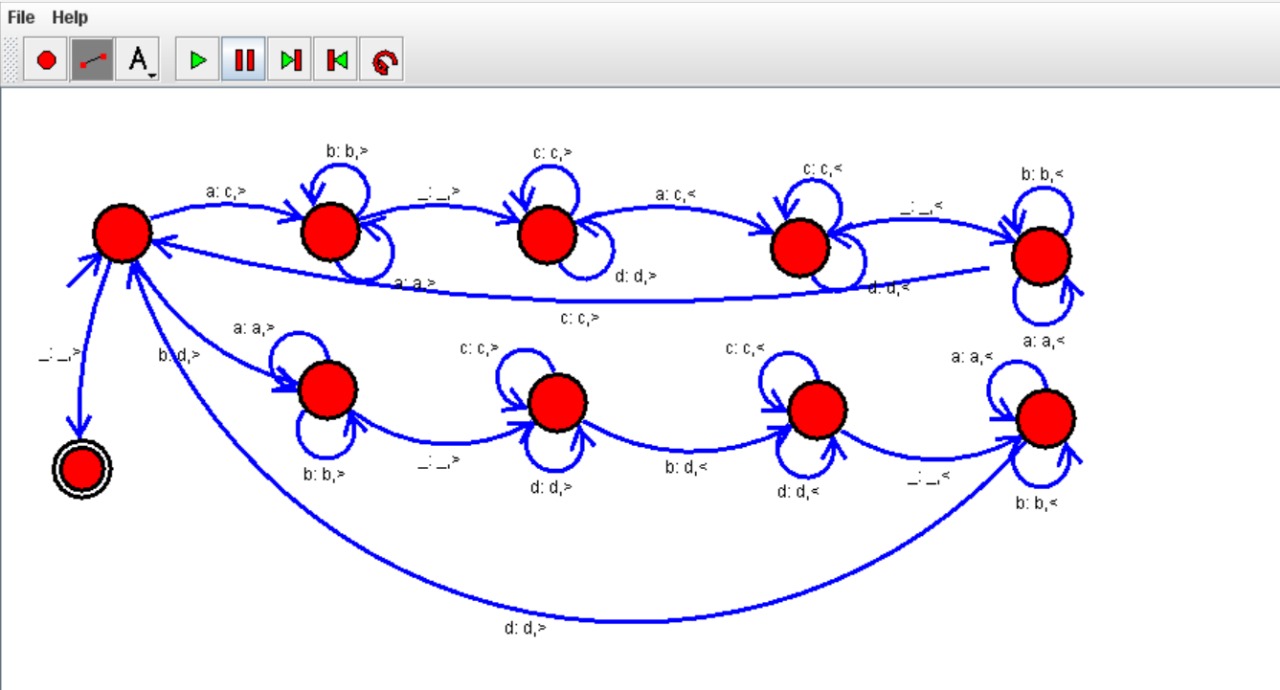 File Help
A
b: b,>
c: c,>
c: c,<
b: b,<
a: c,>
_: _,>
a: c,<
_: _,<
a: a,>
d: d,>
d: d,<
c: c,>
a: a,<
_: _,>
b: d,>
a: a,>
c: c,>
c: c,<
a: a,<
b: b,>
_: _,>
d: d,>
b: d,<
d: d,<
_: _,<
b: b,<
d: d,>